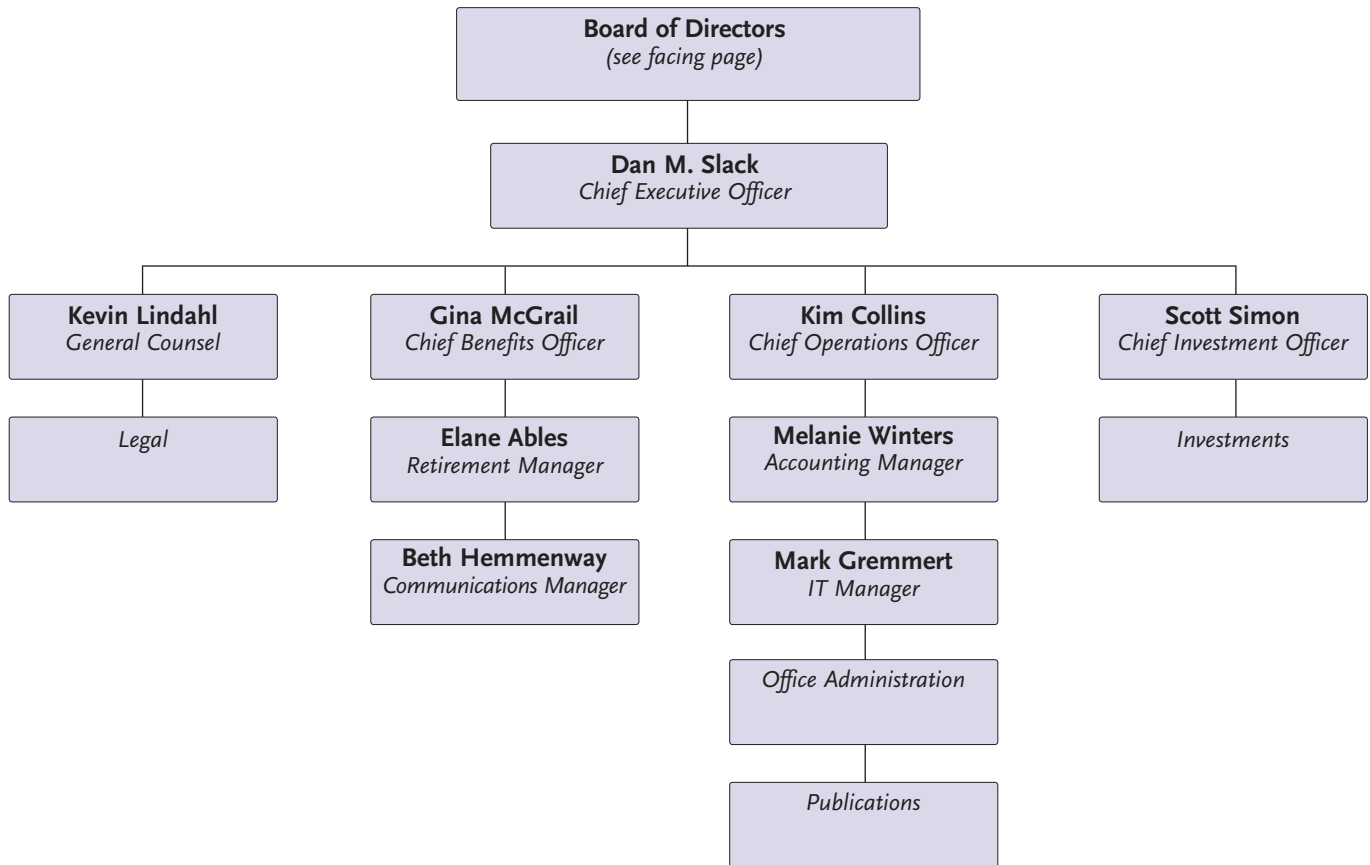 Board of Directors
(see facing page)
Dan M. Slack
Chief Executive Officer
Kevin Lindahl
General Counsel
Gina McGrail
Chief Benefits Officer
Kim Collins
Chief Operations Officer
Scott Simon
Chief Investment Officer
Legal
Elane Ables
Retirement Manager
Melanie Winters
Accounting Manager
Investments
Beth Hemmenway
Communications Manager
Mark Gremmert
IT Manager
Office Administration
Publications